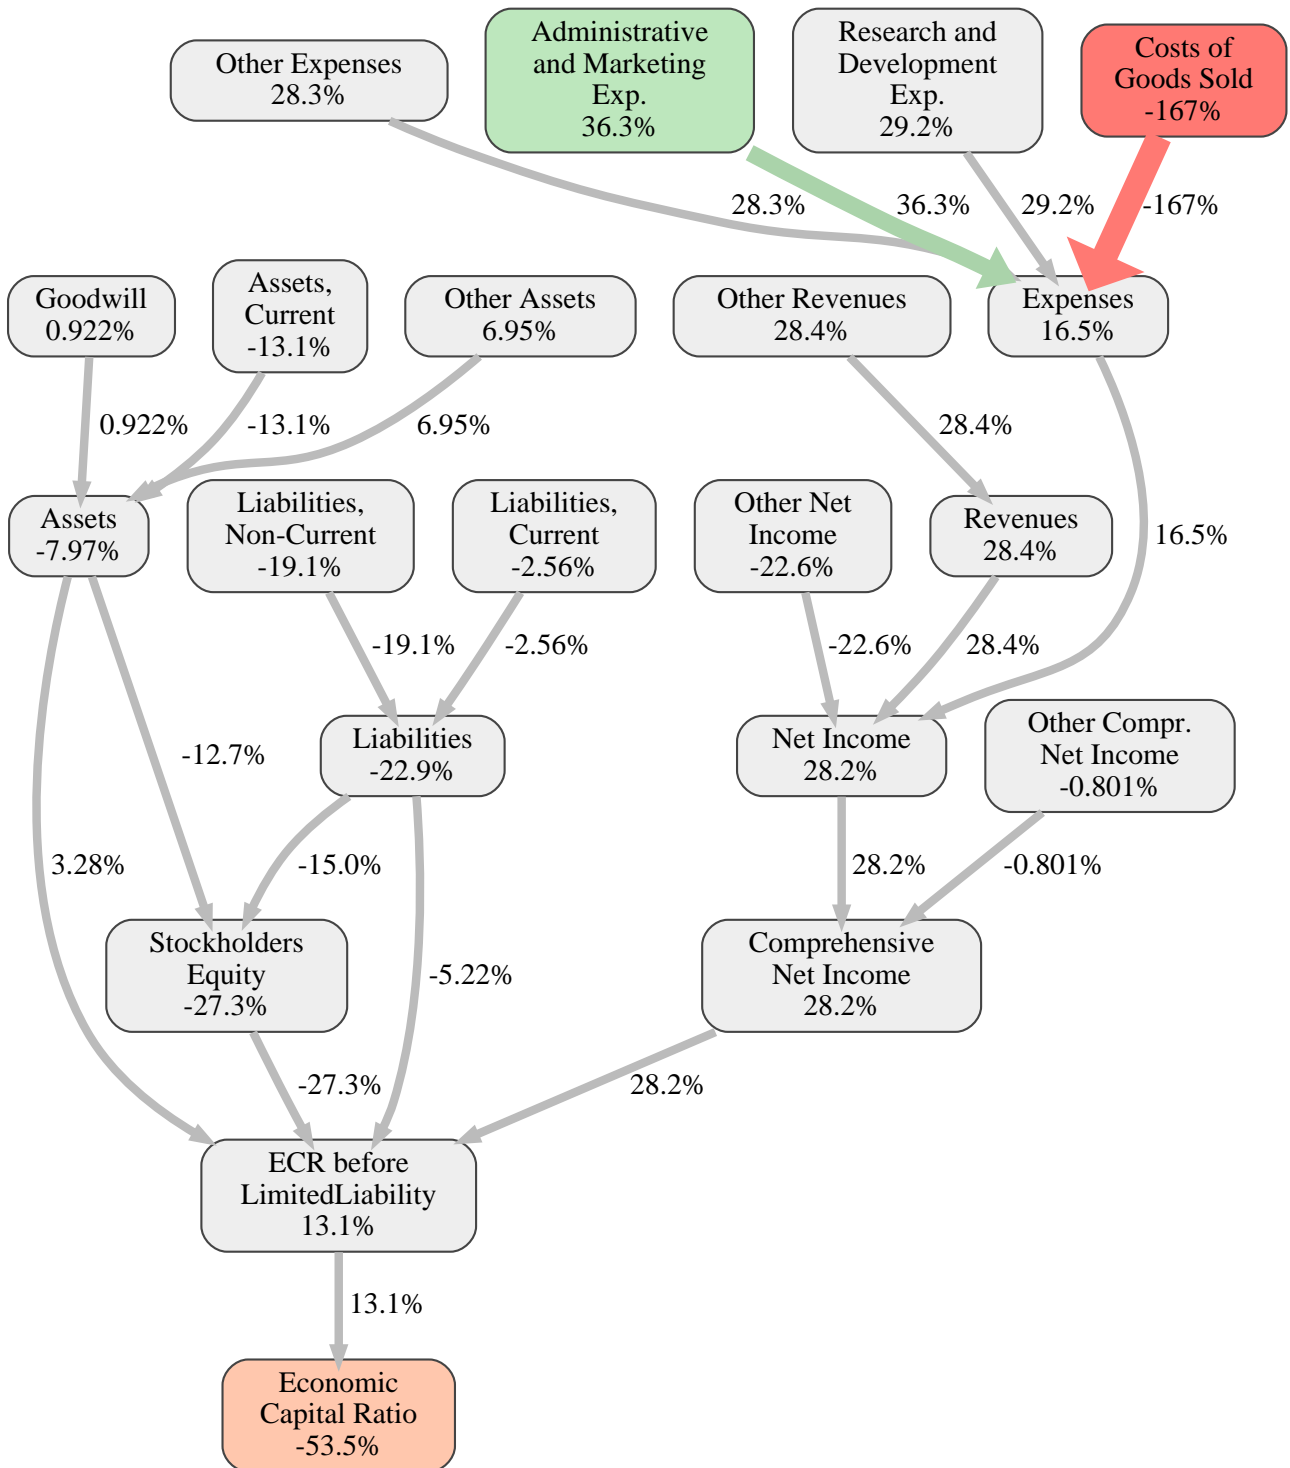 Other Expenses
28.3%
Administrative
and Marketing
Exp.
36.3%
Research and
Development
Exp.
29.2%
Costs of
Goods Sold
-167%
28.3%
36.3%
29.2%
-167%
Goodwill
0.922%
Assets,
Current
-13.1%
Other Assets
6.95%
Other Revenues
28.4%
Expenses
16.5%
0.922%
-13.1%
6.95%
28.4%
16.5%
Assets
-7.97%
Liabilities,
Non-Current
-19.1%
Liabilities,
Current
-2.56%
Other Net
Income
-22.6%
Revenues
28.4%
-19.1%
-2.56%
-22.6%
28.4%
-12.7%
Liabilities
-22.9%
Net Income
28.2%
Other Compr.
Net Income
-0.801%
3.28%
-15.0%
28.2%
-0.801%
Stockholders
Equity
-27.3%
-5.22%
Comprehensive
Net Income
28.2%
-27.3%
28.2%
ECR before
LimitedLiability
13.1%
13.1%
Economic
Capital Ratio
-53.5%